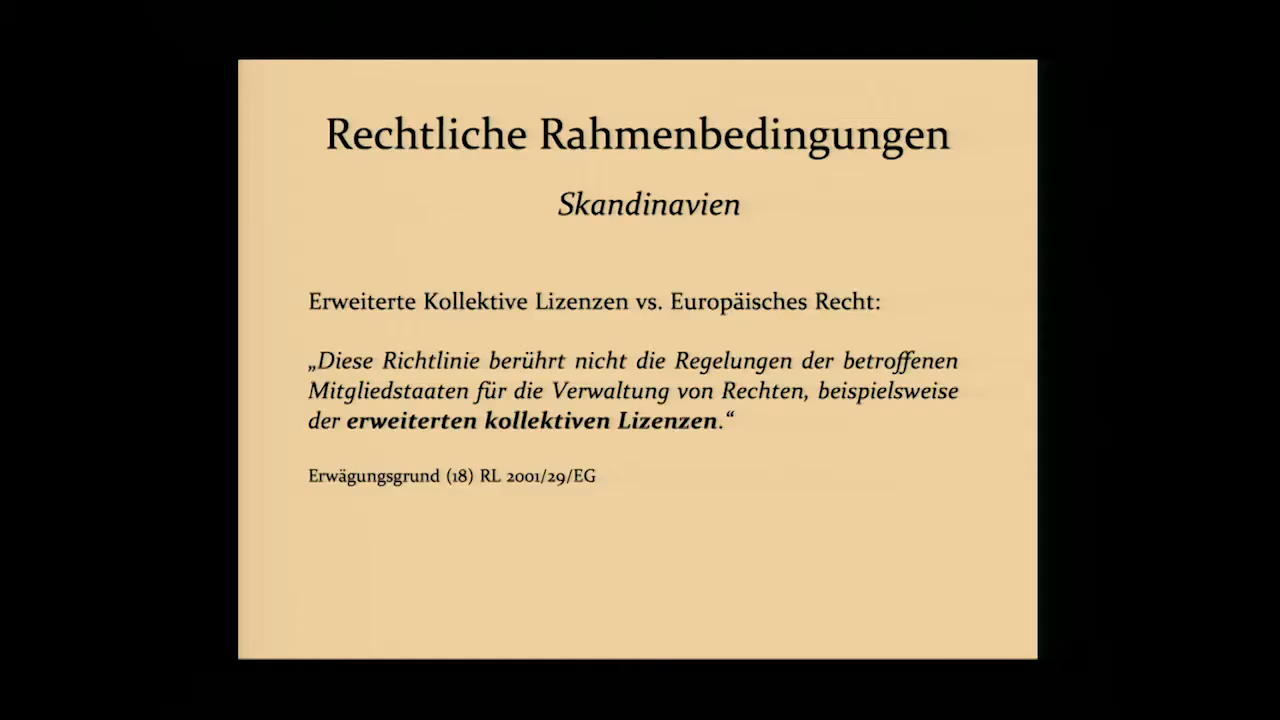 Rechtliche Rahmenbedingungen
Skandinavien
Erweiterte Kollektive Lizenzen vs. Europäisches Recht:
„Diese Richtlinie berührt nicht die Regelungen der betroffenen
Mitgliedstaaten für die Verwaltung von Rechten, beispielsweise
der erweiterten kollektiven Lizenzen.“
Erwägungsgrund (18) RL 2001/29/EG